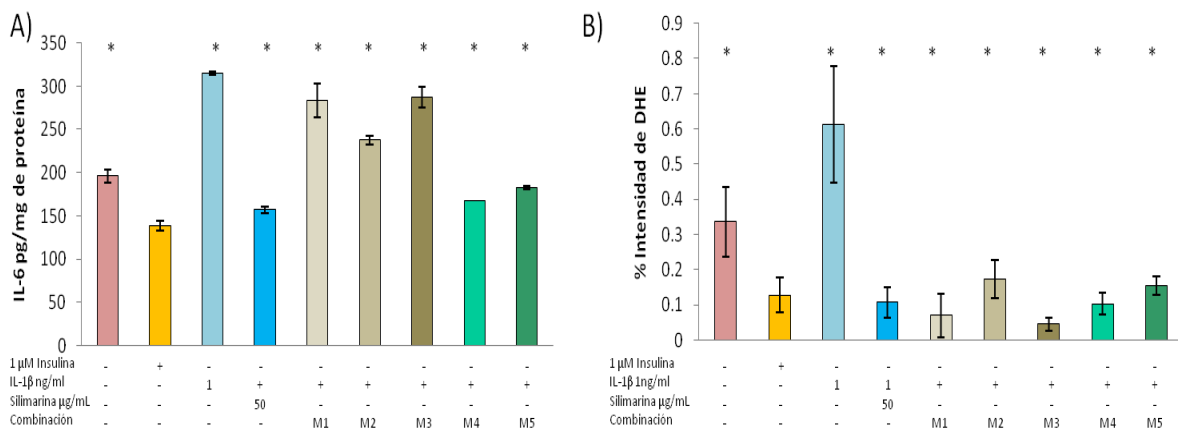 A)
IL-6 pg/mg de proteína
350
300
250
200
150
100
50
0
* * * * * * * *
1 μM Insulina - + - - - - - - -
IL-1β ng/ml - - 1 + + + + + +
Silimarina μg/mL - - - 50 - - - - -
Combinación - - - - M1 M2 M3 M4 M5
B)
% Intensidad de DHE
0.9
0.8
0.7
0.6
0.5
0.4
0.3
0.2
0.1
0
* * * * * * * *
1 μM Insulina - + - - - - - - -
IL-1β 1ng/ml - - 1 1 + + + + +
Silimarina μg/mL - - - 50 - - - - -
Combinación - - - - M1 M2 M3 M4 M5